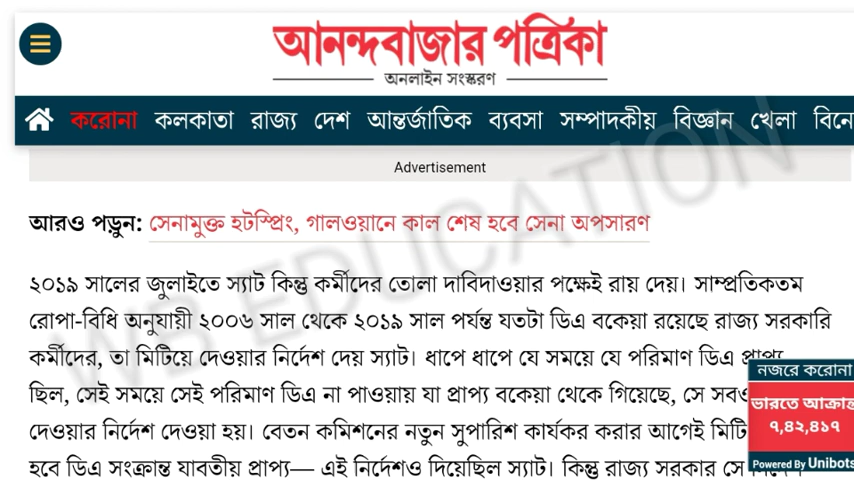 আনন্দবাজার পত্রিকা
অনলাইন সংস্করণ
করোনা কলকাতা রাজ্য দেশ আন্তর্জাতিক ব্যবসা সম্পাদকীয় বিজ্ঞান খেলা বিনে
Advertisement
আরও পড়ুন: সেনামুক্ত হটস্প্রিং, গালওয়ানে কাল শেষ হবে সেনা অপসারণ
২০১৯ সালের জুলাইতে স্যাট কিন্তু কর্মীদের তোলা দাবিদাওয়ার পক্ষেই রায় দেয়। সাম্প্রতিকতম
রোপা-বিধি অনুযায়ী ২০০৬ সাল থেকে ২০১৯ সাল পর্যন্ত যতটা ডিএ বকেয়া রয়েছে রাজ্য সরকারি
কর্মীদের, তা মিটিয়ে দেওয়ার নির্দেশ দেয় স্যাট। ধাপে ধাপে যে সময়ে যে পরিমাণ ডিএ প্রাপ্য
ছিল, সেই সময়ে সেই পরিমাণ ডিএ না পাওয়ায় যা প্রাপ্য বকেয়া থেকে গিয়েছে, সে
দেওয়ার নির্দেশ দেওয়া হয়। বেতন কমিশনের নতুন সুপারিশ কার্যকর করার আগেই মিটি
হবে ডিএ সংক্রান্ত যাবতীয় প্রাপ্য— এই নির্দেশও দিয়েছিল স্যাট। কিন্তু রাজ্য সরকার সে
নজরে করোনা
ভারতে আক্রান্ত
৭,৪২,৪১৭
Powered By Unibots
WB EDUCATION